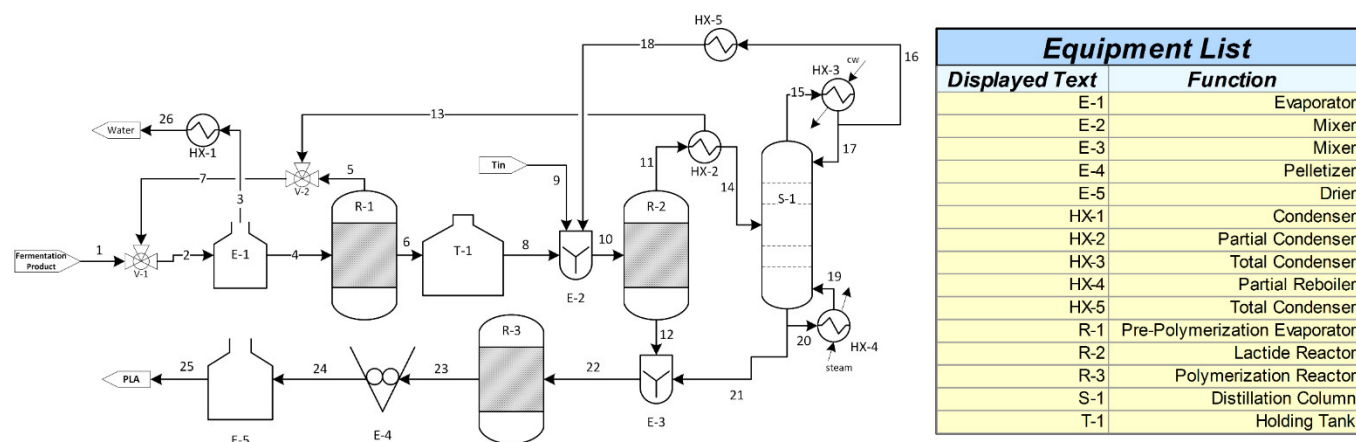 HX-5
18
16
HX-3
cw
15
13
26
Water
HX-1
11
17
Tin
9
HX-2
14
7
5
V-2
3
R-1
R-2
S-1
1
2
4
6
8
10
Fermentation
Product
V-1
E-1
T-1
E-2
19
12
20
HX-4
steam
R-3
PLA
25
24
23
22
21
E-5
E-4
E-3
Equipment List
Displayed Text Function
E-1 Evaporator
E-2 Mixer
E-3 Mixer
E-4 Pelletizer
E-5 Drier
HX-1 Condenser
HX-2 Partial Condenser
HX-3 Total Condenser
HX-4 Partial Reboiler
HX-5 Total Condenser
R-1 Pre-Polymerization Evaporator
R-2 Lactide Reactor
R-3 Polymerization Reactor
S-1 Distillation Column
T-1 Holding Tank